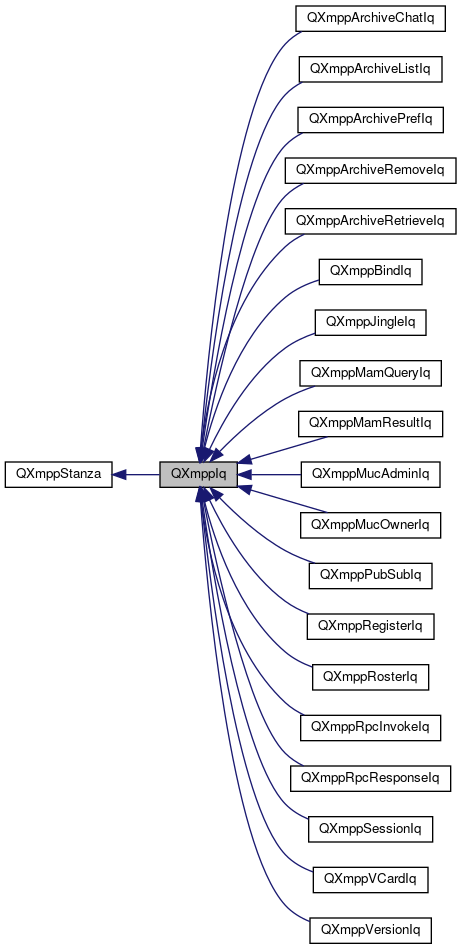 QXmppArchiveChatIq
QXmppArchiveListIq
QXmppArchivePrefIq
QXmppArchiveRemoveIq
QXmppArchiveRetrieveIq
QXmppBindIq
QXmppJingleIq
QXmppMamQueryIq
QXmppMamResultIq
QXmppStanza
QXmppIq
QXmppMucAdminIq
QXmppMucOwnerIq
QXmppPubSubIq
QXmppRegisterIq
QXmppRosterIq
QXmppRpcInvokeIq
QXmppRpcResponseIq
QXmppSessionIq
QXmppVCardIq
QXmppVersionIq